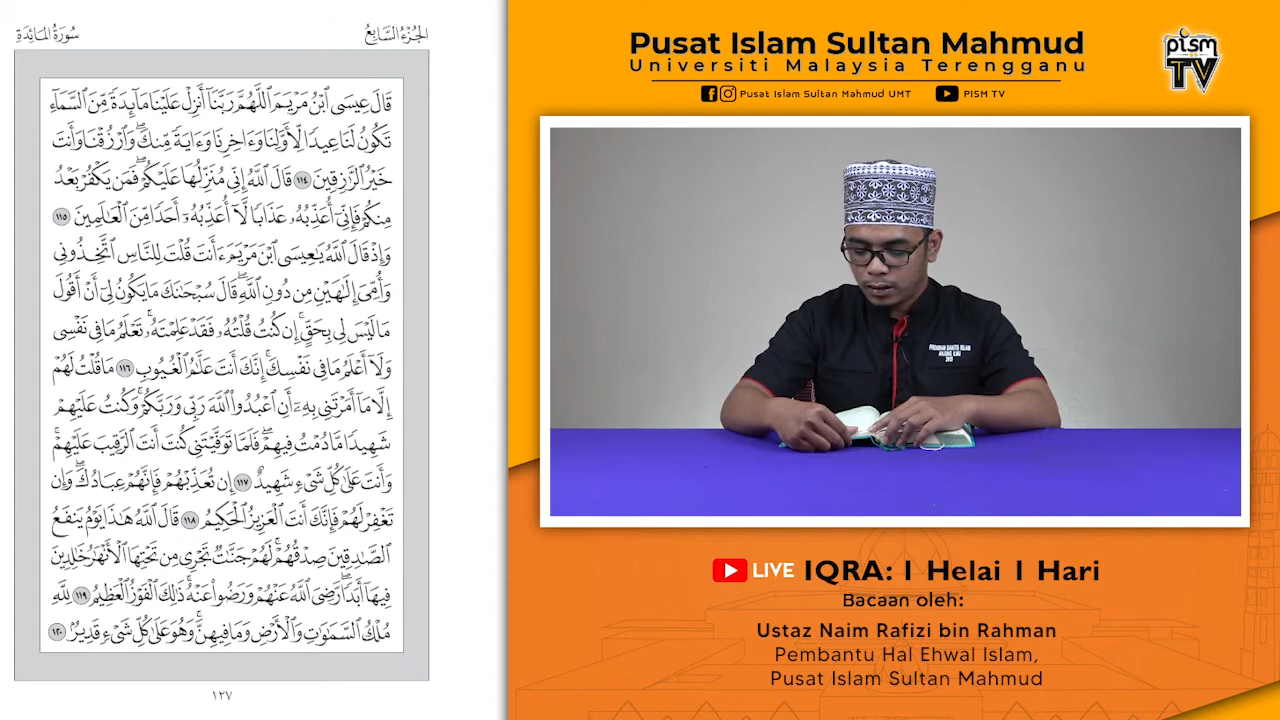 سُورَةُ المَائِدَةِ
الجُزْءُ السَّابِعُ
قَالَ عِيسَى ٱبْنُ مَرْيَمَ ٱللَّهُمَّ رَبَّنَآ أَنزِلْ عَلَيْنَا مَآئِدَةً مِّنَ ٱلسَّمَآءِ
تَكُونُ لَنَا عِيدًا لِّأَوَّلِنَا وَءَاخِرِنَا وَءَايَةً مِّنكَ ۖ وَٱرْزُقْنَا وَأَنتَ
خَيْرُ ٱلرَّٰزِقِينَ ١١٤ قَالَ ٱللَّهُ إِنِّى مُنَزِّلُهَا عَلَيْكُمْ ۖ فَمَن يَكْفُرْ بَعْدُ
مِنكُمْ فَإِنِّىٓ أُعَذِّبُهُۥ عَذَابًا لَّآ أُعَذِّبُهُۥٓ أَحَدًا مِّنَ ٱلْعَٰلَمِينَ ١١٥
وَإِذْ قَالَ ٱللَّهُ يَٰعِيسَى ٱبْنَ مَرْيَمَ ءَأَنتَ قُلْتَ لِلنَّاسِ ٱتَّخِذُونِى
وَأُمِّىَ إِلَٰهَيْنِ مِن دُونِ ٱللَّهِ ۖ قَالَ سُبْحَٰنَكَ مَا يَكُونُ لِىٓ أَنْ أَقُولَ
مَا لَيْسَ لِى بِحَقٍّ ۚ إِن كُنتُ قُلْتُهُۥ فَقَدْ عَلِمْتَهُۥ ۚ تَعْلَمُ مَا فِى نَفْسِى
وَلَآ أَعْلَمُ مَا فِى نَفْسِكَ ۚ إِنَّكَ أَنتَ عَلَّٰمُ ٱلْغُيُوبِ ١١٦ مَا قُلْتُ لَهُمْ
إِلَّا مَآ أَمَرْتَنِى بِهِۦٓ أَنِ ٱعْبُدُوا۟ ٱللَّهَ رَبِّى وَرَبَّكُمْ ۚ وَكُنتُ عَلَيْهِمْ
شَهِيدًا مَّا دُمْتُ فِيهِمْ ۖ فَلَمَّا تَوَفَّيْتَنِى كُنتَ أَنتَ ٱلرَّقِيبَ عَلَيْهِمْ ۚ
وَأَنتَ عَلَىٰ كُلِّ شَىْءٍ شَهِيدٌ ١١٧ إِن تُعَذِّبْهُمْ فَإِنَّهُمْ عِبَادُكَ ۖ وَإِن
تَغْفِرْ لَهُمْ فَإِنَّكَ أَنتَ ٱلْعَزِيزُ ٱلْحَكِيمُ ١١٨ قَالَ ٱللَّهُ هَٰذَا يَوْمُ يَنفَعُ
ٱلصَّٰدِقِينَ صِدْقُهُمْ ۚ لَهُمْ جَنَّٰتٌ تَجْرِى مِن تَحْتِهَا ٱلْأَنْهَٰرُ خَٰلِدِينَ
فِيهَآ أَبَدًا ۚ رَّضِىَ ٱللَّهُ عَنْهُمْ وَرَضُوا۟ عَنْهُ ۚ ذَٰلِكَ ٱلْفَوْزُ ٱلْعَظِيمُ ١١٩ لِلَّهِ
مُلْكُ ٱلسَّمَٰوَٰتِ وَٱلْأَرْضِ وَمَا فِيهِنَّ ۚ وَهُوَ عَلَىٰ كُلِّ شَىْءٍ قَدِيرٌۢ ١٢٠
١٢٧
Pusat Islam Sultan Mahmud
Universiti Malaysia Terengganu
Pusat Islam Sultan Mahmud UMT PISM TV
pism
TV
PROGRAM BAKTIS ISLAM
2013
LIVE IQRA: 1 Helai 1 Hari
Bacaan oleh:
Ustaz Naim Rafizi bin Rahman
Pembantu Hal Ehwal Islam,
Pusat Islam Sultan Mahmud